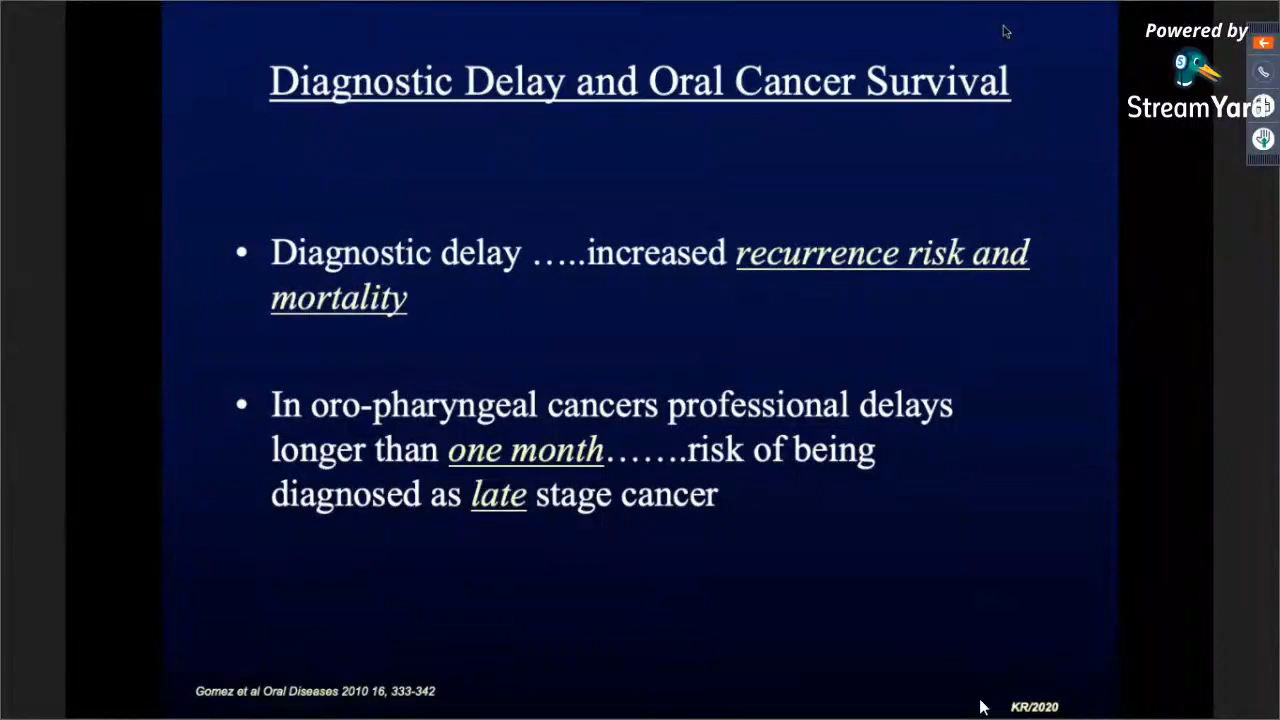 Powered by
StreamYard
Diagnostic Delay and Oral Cancer Survival
• Diagnostic delay …..increased recurrence risk and
mortality
• In oro-pharyngeal cancers professional delays
longer than one month…….risk of being
diagnosed as late stage cancer
Gomez et al Oral Diseases 2010 16, 333-342
KR/2020